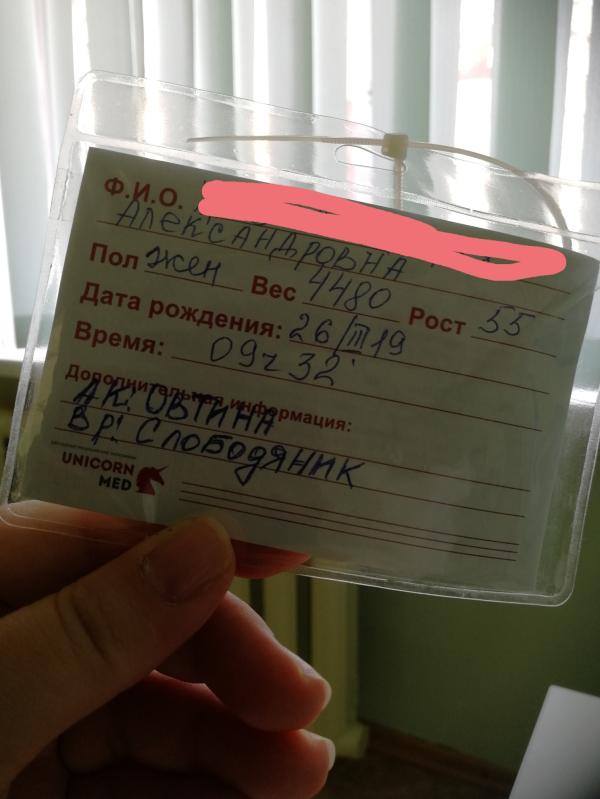 Ф.И.О.
Александровна
Пол жен Вес 4480 Рост 55
Дата рождения: 26/III 19
Время: 09ч 32'
Дополнительная информация:
АК: ОВТИНА
ВР: СЛОБОДЯНИК
UNICORN
MED